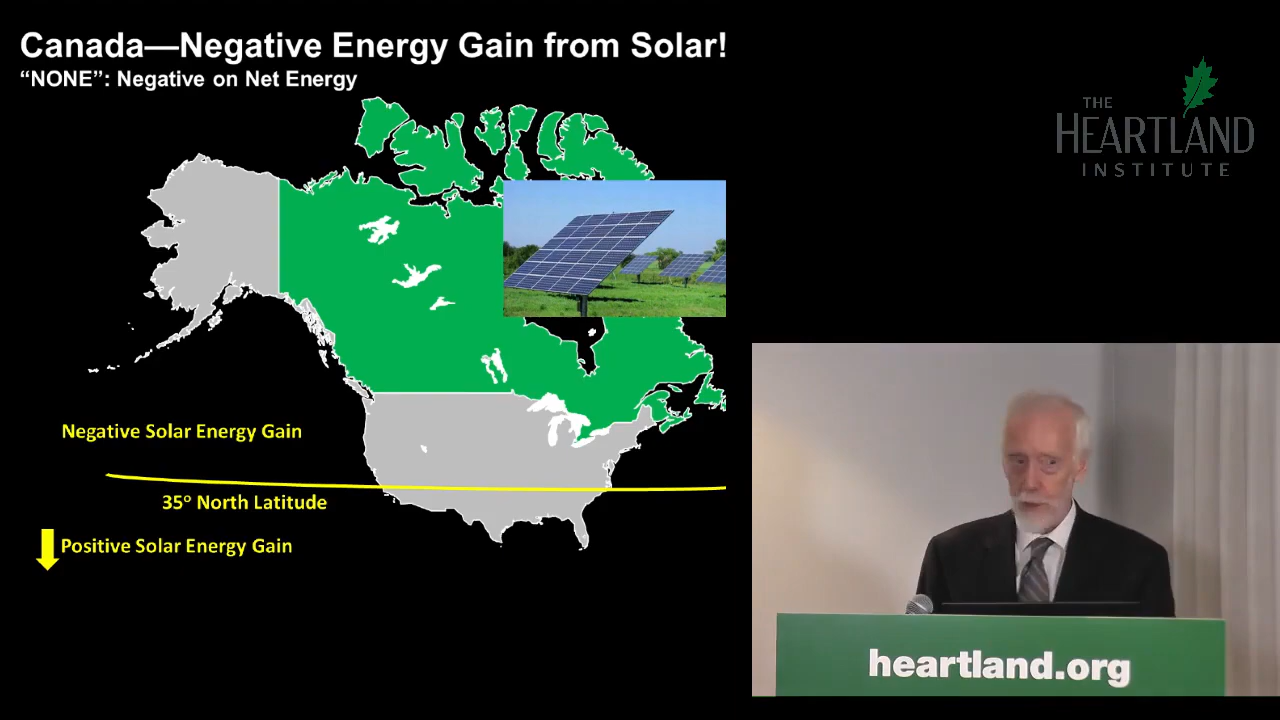 Canada—Negative Energy Gain from Solar!
“NONE”: Negative on Net Energy
THE
HEARTLAND
INSTITUTE
Negative Solar Energy Gain
35º North Latitude
Positive Solar Energy Gain
heartland.org